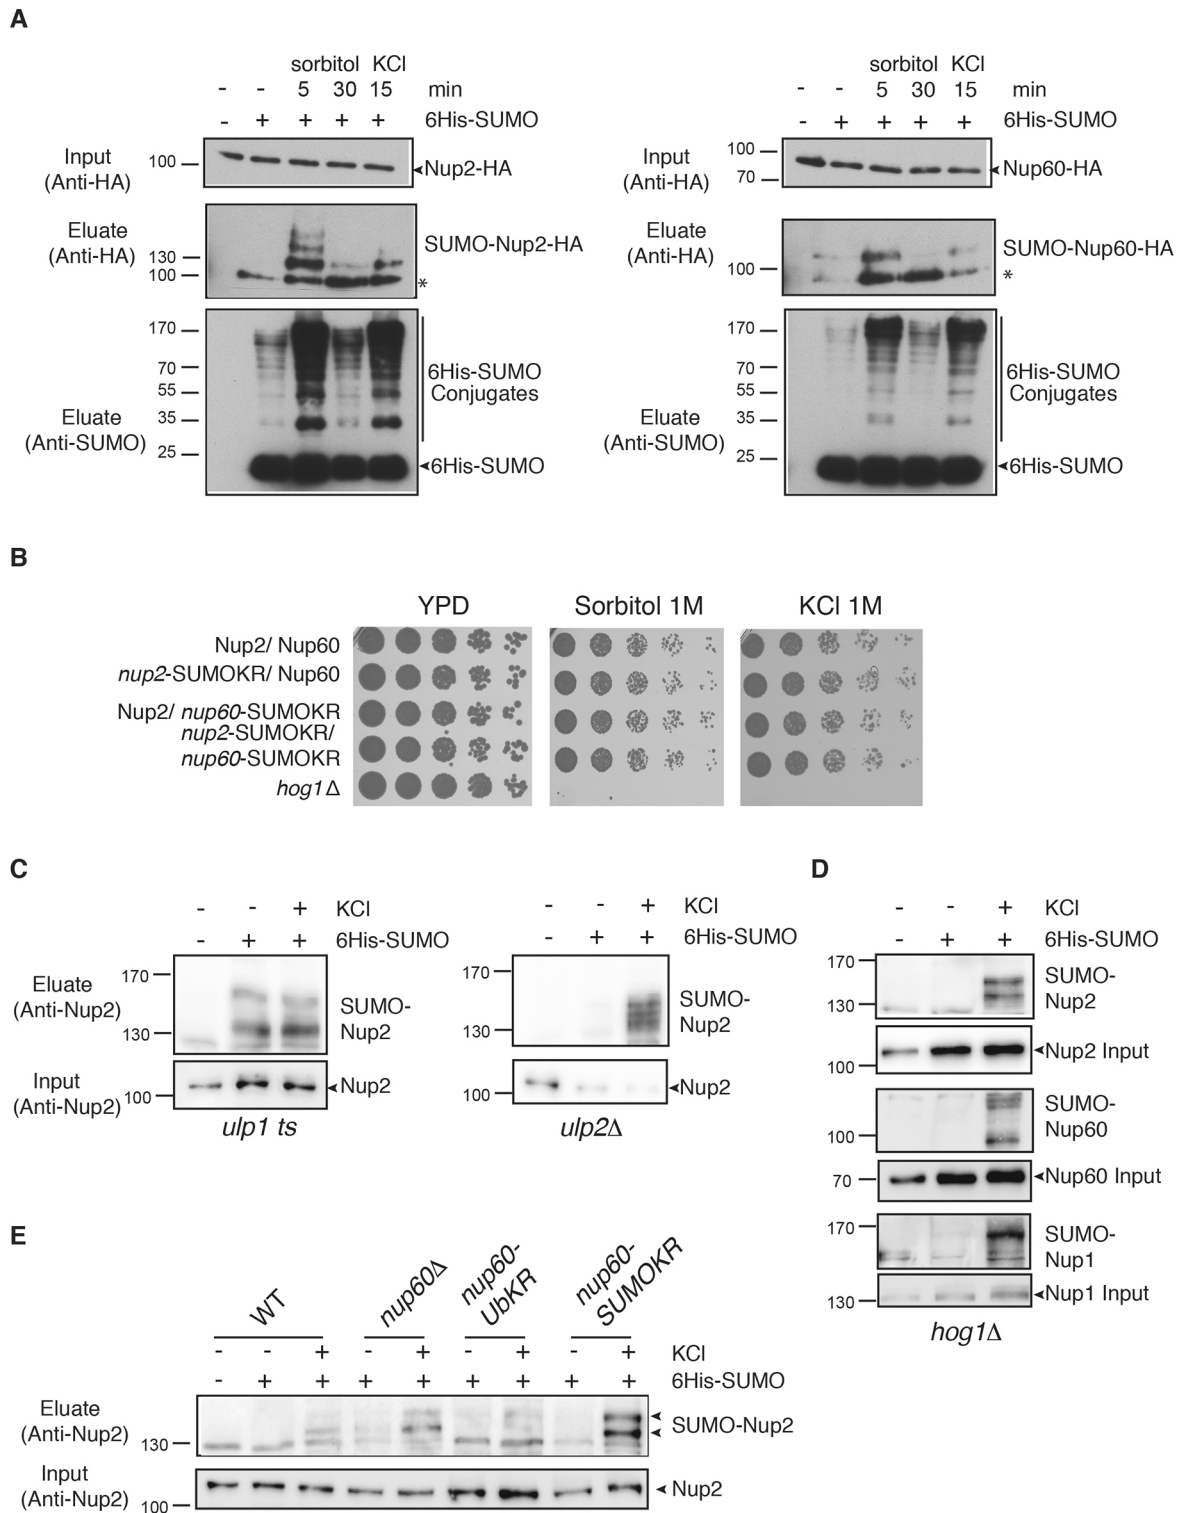 A
sorbitol KCl
- - 5 30 15 min
- + + + + 6His-SUMO
Input
(Anti-HA)
100
Nup2-HA
Eluate
(Anti-HA)
130
100
SUMO-Nup2-HA
*
170
70
55
35
25
Eluate
(Anti-SUMO)
6His-SUMO
Conjugates
6His-SUMO
sorbitol KCl
- - 5 30 15 min
- + + + + 6His-SUMO
Input
(Anti-HA)
100
70
Nup60-HA
Eluate
(Anti-HA)
100
SUMO-Nup60-HA
*
170
70
55
35
25
Eluate
(Anti-SUMO)
6His-SUMO
Conjugates
6His-SUMO
B
YPD Sorbitol 1M KCl 1M
Nup2/ Nup60
nup2-SUMOKR/ Nup60
Nup2/ nup60-SUMOKR
nup2-SUMOKR/
nup60-SUMOKR
hog1Δ
C
- - + KCl
- + + 6His-SUMO
Eluate
(Anti-Nup2)
170
130
SUMO-
Nup2
Input
(Anti-Nup2)
100
Nup2
ulp1 ts
- - + KCl
- + + 6His-SUMO
170
130
SUMO-
Nup2
100
Nup2
ulp2Δ
D
- - + KCl
- + + 6His-SUMO
170
130
SUMO-
Nup2
100
Nup2 Input
100
SUMO-
Nup60
70
Nup60 Input
170
SUMO-
Nup1
130
Nup1 Input
hog1Δ
E
WT
nup60Δ
nup60-
UbKR
nup60-
SUMOKR
- - + - + - + - + KCl
- + + + + + + + + 6His-SUMO
Eluate
(Anti-Nup2)
130
SUMO-Nup2
Input
(Anti-Nup2)
100
Nup2